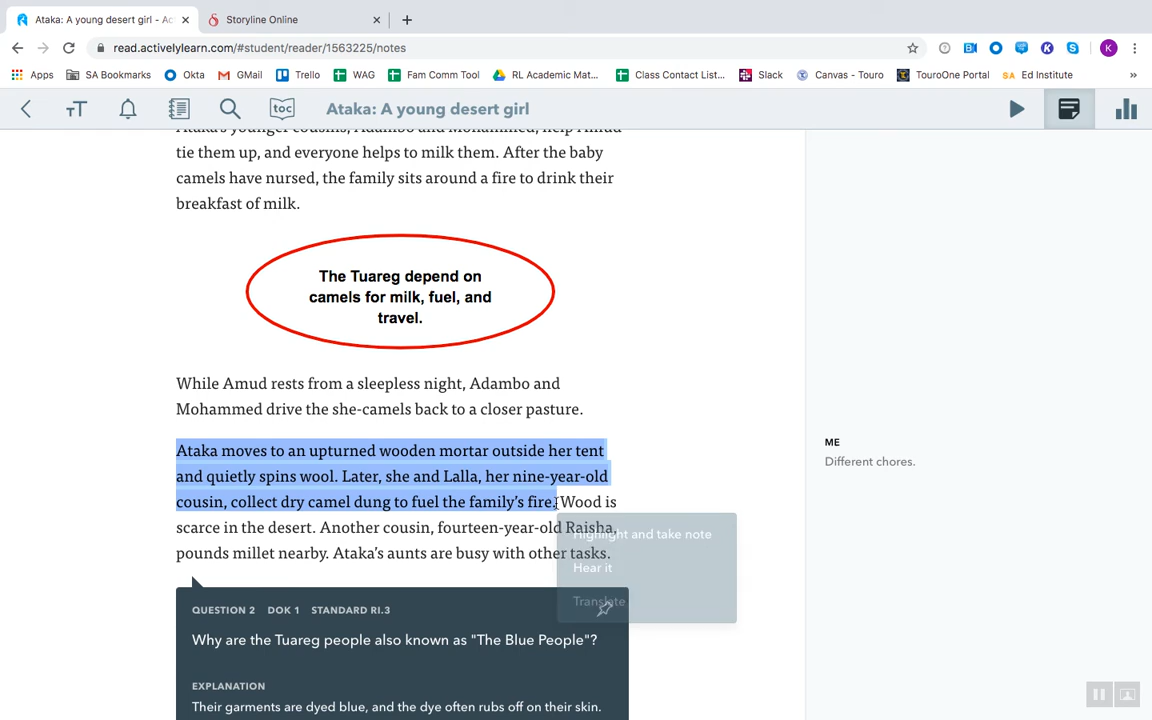 Ataka: A young desert girl - Ac
Storyline Online
read.activelylearn.com/#student/reader/1563225/notes
K
Apps
SA Bookmarks
Okta
GMail
Trello
WAG
Fam Comm Tool
RL Academic Mat...
Class Contact List...
Slack
Canvas - Touro
TouroOne Portal
SA Ed Institute
»
TT
toc
Ataka: A young desert girl
Ataka's younger cousins, Adambo and Mohammed, help Amud
tie them up, and everyone helps to milk them. After the baby
camels have nursed, the family sits around a fire to drink their
breakfast of milk.
The Tuareg depend on
camels for milk, fuel, and
travel.
While Amud rests from a sleepless night, Adambo and
Mohammed drive the she-camels back to a closer pasture.
Ataka moves to an upturned wooden mortar outside her tent
and quietly spins wool. Later, she and Lalla, her nine-year-old
cousin, collect dry camel dung to fuel the family's fire. Wood is
scarce in the desert. Another cousin, fourteen-year-old Raisha,
pounds millet nearby. Ataka's aunts are busy with other tasks.
Highlight and take note
Hear it
Translate
QUESTION 2 DOK 1 STANDARD RI.3
Why are the Tuareg people also known as "The Blue People"?
EXPLANATION
Their garments are dyed blue, and the dye often rubs off on their skin.
ME
Different chores.